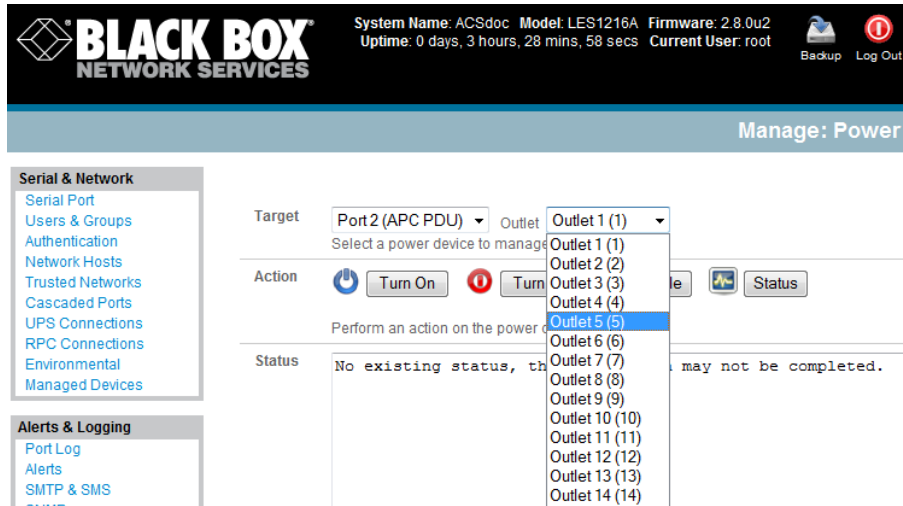 BLACK BOX®
NETWORK SERVICES
System Name: ACSdoc Model: LES1216A Firmware: 2.8.0u2
Uptime: 0 days, 3 hours, 28 mins, 58 secs Current User: root
Backup Log Out
Manage: Power
Serial & Network
Serial Port
Users & Groups
Authentication
Network Hosts
Trusted Networks
Cascaded Ports
UPS Connections
RPC Connections
Environmental
Managed Devices
Alerts & Logging
Port Log
Alerts
SMTP & SMS
Target Port 2 (APC PDU) Outlet Outlet 1 (1)
Select a power device to manage
Outlet 1 (1)
Outlet 2 (2)
Outlet 3 (3)
Outlet 4 (4)
Outlet 5 (5)
Outlet 6 (6)
Outlet 7 (7)
Outlet 8 (8)
Outlet 9 (9)
Outlet 10 (10)
Outlet 11 (11)
Outlet 12 (12)
Outlet 13 (13)
Outlet 14 (14)
Action Turn On Turn le Status
Perform an action on the power
Status
No existing status, th may not be completed.